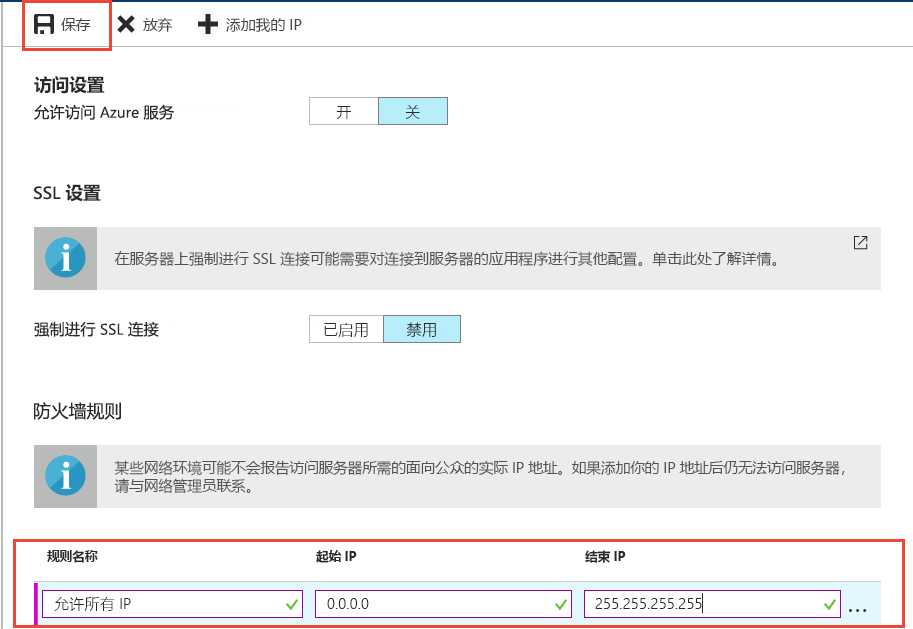 保存 放弃 添加我的 IP
访问设置
允许访问 Azure 服务 开 关
SSL 设置
在服务器上强制进行 SSL 连接可能需要对连接到服务器的应用程序进行其他配置。单击此处了解详情。
强制进行 SSL 连接 已启用 禁用
防火墙规则
某些网络环境可能不会报告访问服务器所需的面向公众的实际 IP 地址。如果添加你的 IP 地址后仍无法访问服务器，
请与网络管理员联系。
规则名称 起始 IP 结束 IP
允许所有 IP 0.0.0.0 255.255.255.255 ...